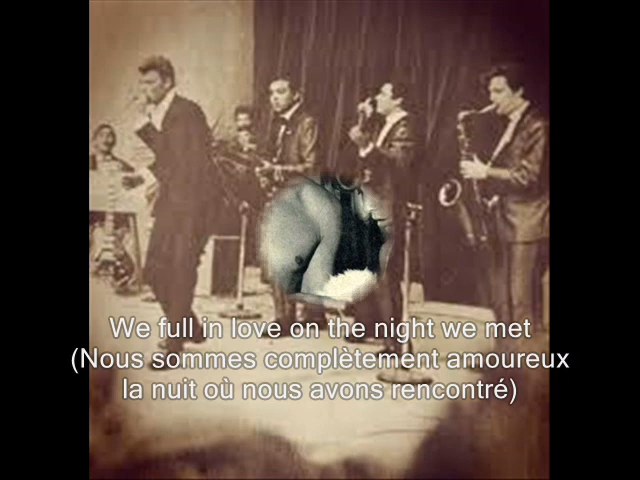 We full in love on the night we met
(Nous sommes complètement amoureux
la nuit où nous avons rencontré)